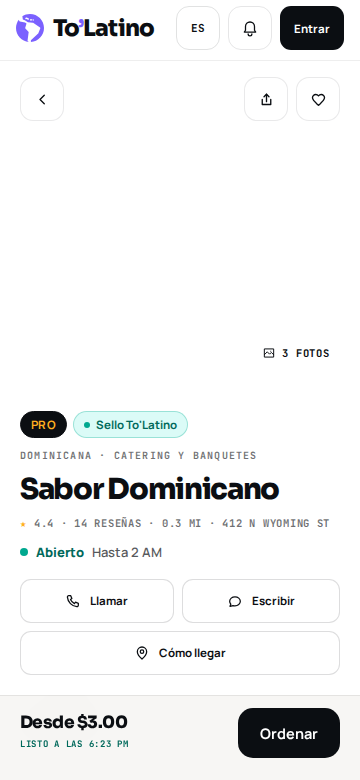 To'Latino
ES
Entrar
3 FOTOS
PRO
Sello To'Latino
DOMINICANA · CATERING Y BANQUETES
Sabor Dominicano
★ 4.4 · 14 RESEÑAS · 0.3 MI · 412 N WYOMING ST
Abierto Hasta 2 AM
Llamar
Escribir
Cómo llegar
Desde $3.00
LISTO A LAS 6:23 PM
Ordenar